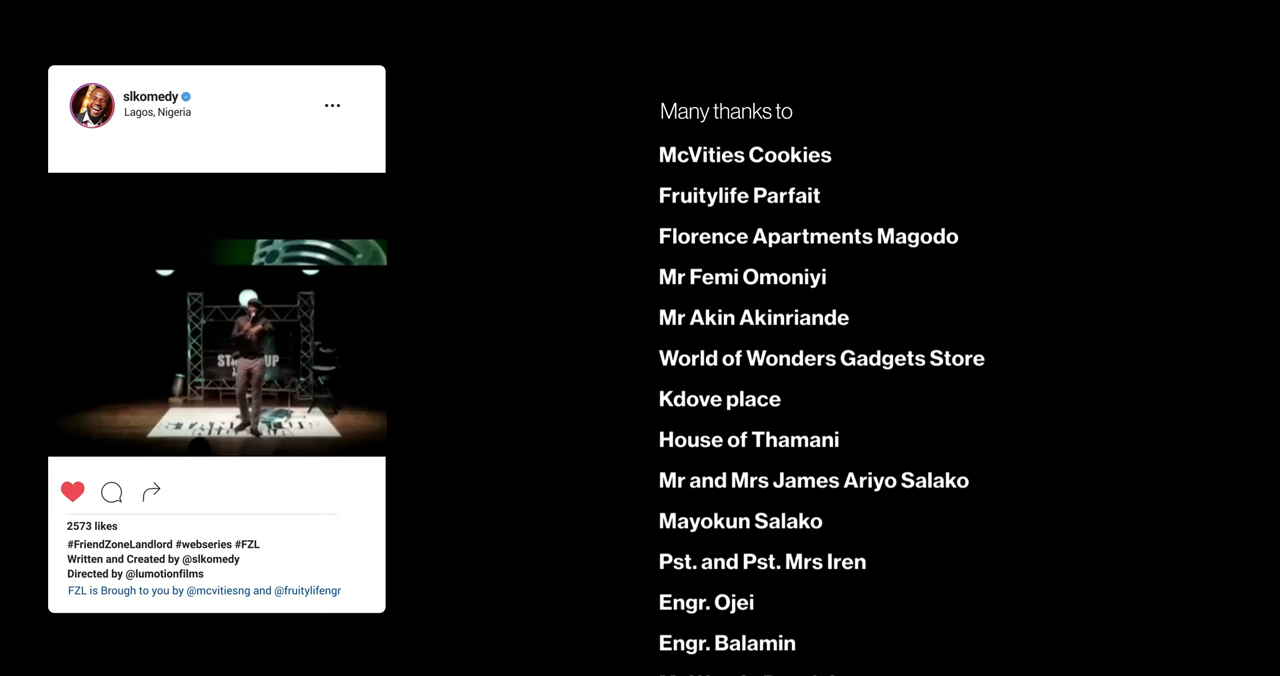 slkomedy
Lagos, Nigeria
2573 likes
#FriendZoneLandlord #webseries #FZL
Written and Created by @slkomedy
Directed by @lumotionfilms
FZL is Brough to you by @mcvitiesng and @fruitylifengr
Many thanks to
McVities Cookies
Fruitylife Parfait
Florence Apartments Magodo
Mr Femi Omoniyi
Mr Akin Akinriande
World of Wonders Gadgets Store
Kdove place
House of Thamani
Mr and Mrs James Ariyo Salako
Mayokun Salako
Pst. and Pst. Mrs Iren
Engr. Ojei
Engr. Balamin